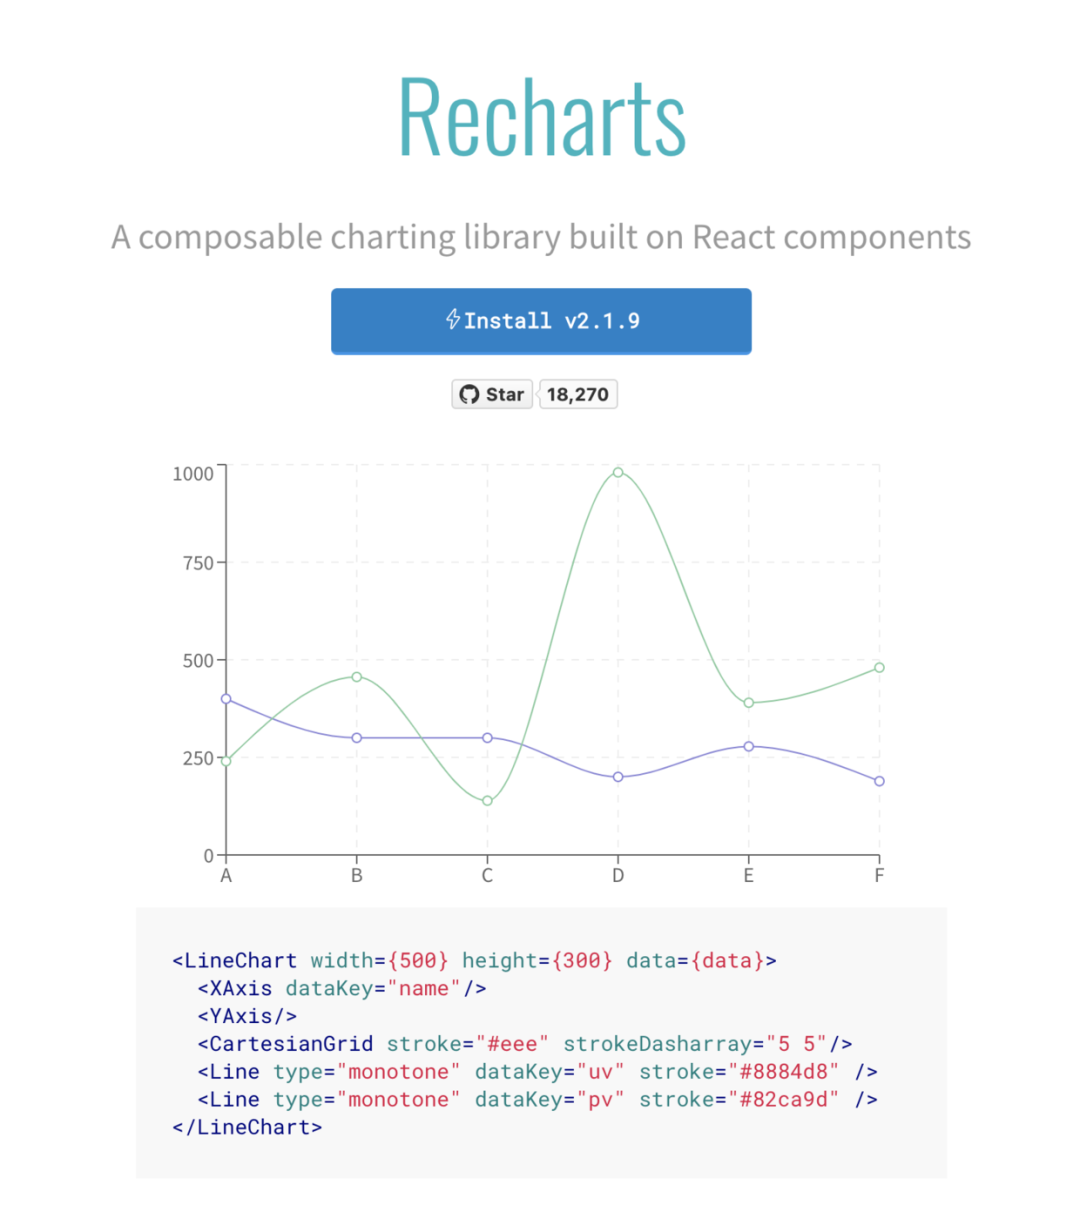 Recharts
A composable charting library built on React components
Install v2.1.9
Star 18,270
1000
750
500
250
0
A B C D E F
<LineChart width={500} height={300} data={data}>
  <XAxis dataKey="name"/>
  <YAxis/>
  <CartesianGrid stroke="#eee" strokeDasharray="5 5"/>
  <Line type="monotone" dataKey="uv" stroke="#8884d8" />
  <Line type="monotone" dataKey="pv" stroke="#82ca9d" />
</LineChart>